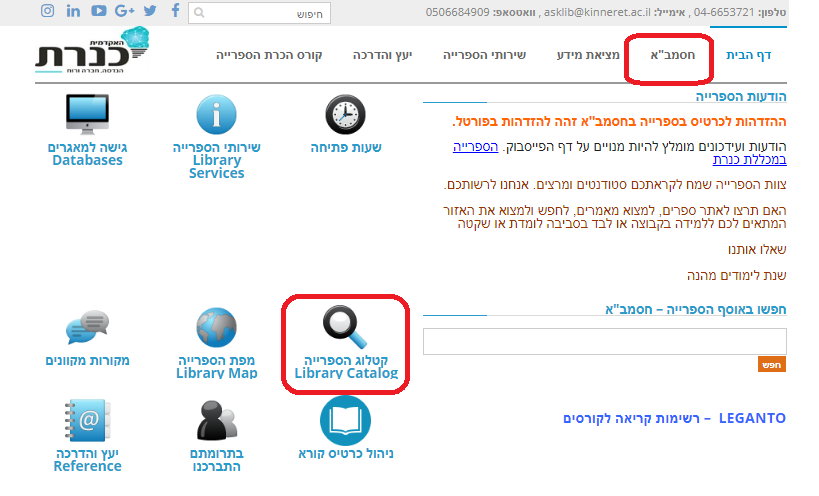 טלפון: 04-6653721 , אימייל: asklib@kinneret.ac.il , וואטסאפ: 0506684909
חיפוש
האקדמית
כנרת
הנדסה, חברה ורוח
דף הבית
חסמב"א
מציאת מידע
שירותי הספרייה
יעץ והדרכה
קורס הכרת הספרייה
הודעות הספרייה
ההזדהות לכרטיס בספרייה בחסמב"א זהה להזדהות בפורטל.
הודעות ועידכונים מומלץ להיות מנויים על דף הפייסבוק. הספרייה
במכללת כנרת
צוות הספרייה שמח לקראתכם סטודנטים ומרצים. אנחנו לרשותכם.
האם תרצו לאתר ספרים, למצוא מאמרים, לחפש ולמצוא את האזור
המתאים לכם ללמידה בקבוצה או לבד בסביבה לומדת או שקטה
שאלו אותנו
שנת לימודים מהנה
חפשו באוסף הספרייה – חסמב"א
חפש
LEGANTO – רשימות קריאה לקורסים
שעות פתיחה
שירותי הספרייה
Library
Services
גישה למאגרים
Databases
קטלוג הספרייה
Library Catalog
מפת הספרייה
Library Map
מקורות מקוונים
ניהול כרטיס קורא
בתרומתם
התברכנו
יעץ והדרכה
Reference